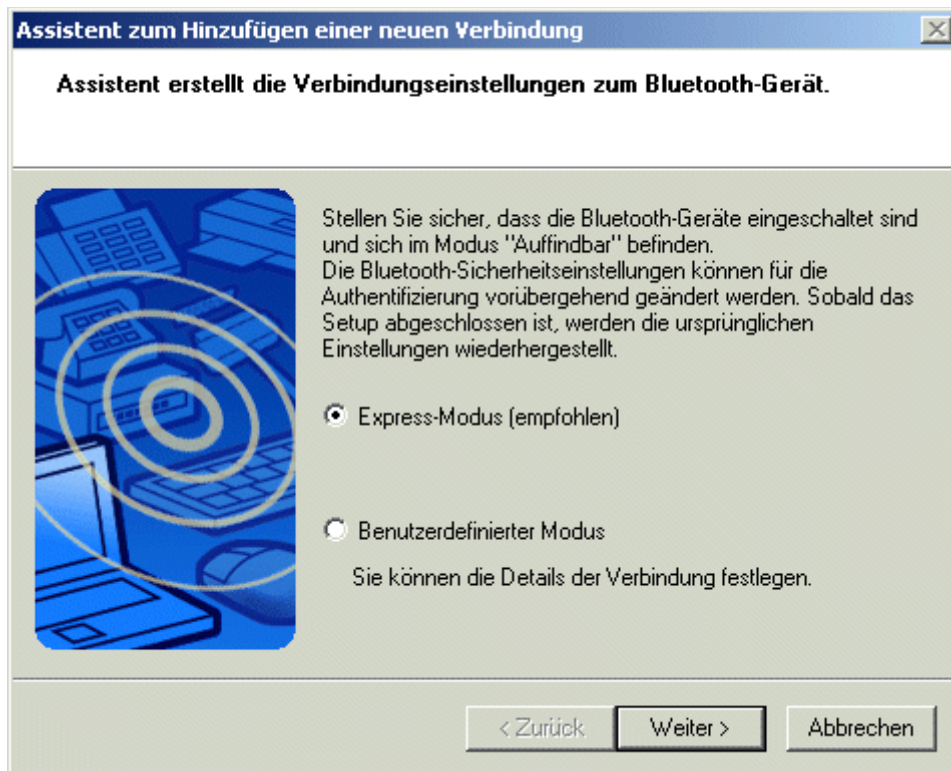 Assistent zum Hinzufügen einer neuen Verbindung
Assistent erstellt die Verbindungseinstellungen zum Bluetooth-Gerät.
Stellen Sie sicher, dass die Bluetooth-Geräte eingeschaltet sind
und sich im Modus "Auffindbar" befinden.
Die Bluetooth-Sicherheitseinstellungen können für die
Authentifizierung vorübergehend geändert werden. Sobald das
Setup abgeschlossen ist, werden die ursprünglichen
Einstellungen wiederhergestellt.
Express-Modus (empfohlen)
Benutzerdefinierter Modus
Sie können die Details der Verbindung festlegen.
< Zurück Weiter > Abbrechen